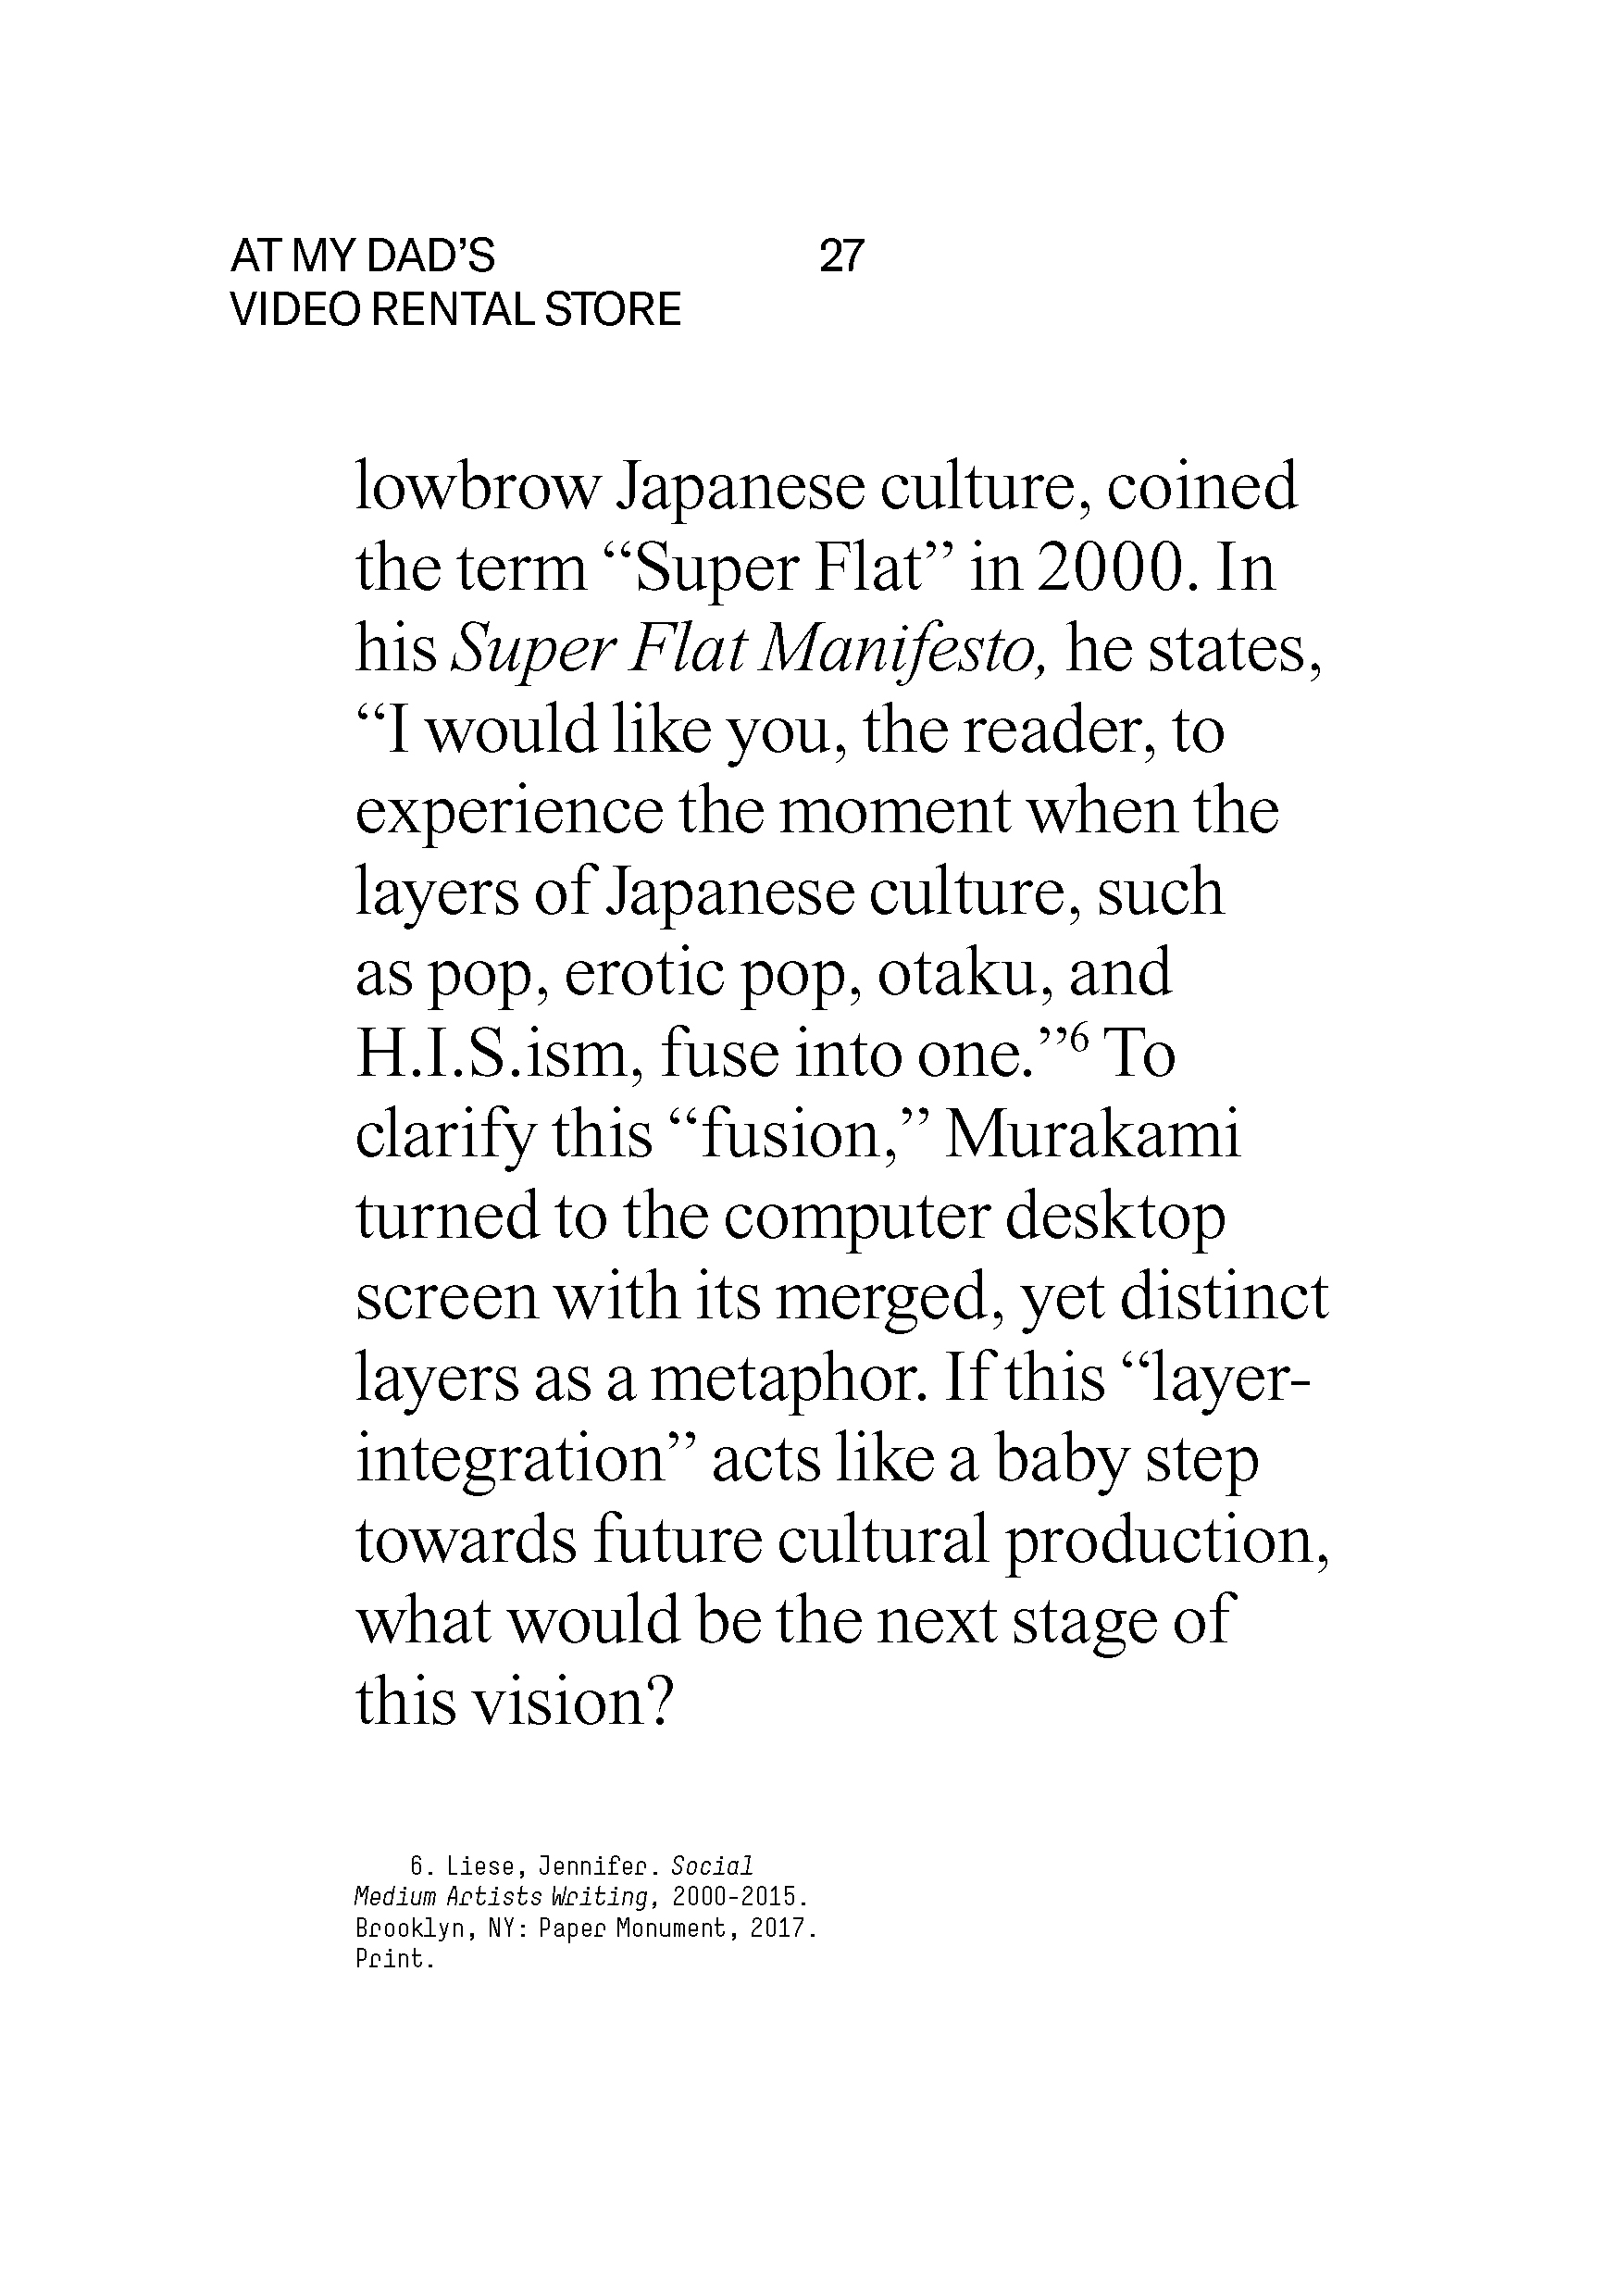 AT MY DAD’S
VIDEO RENTAL STORE
27
lowbrow Japanese culture, coined
the term “Super Flat” in 2000. In
his Super Flat Manifesto, he states,
“I would like you, the reader, to
experience the moment when the
layers of Japanese culture, such
as pop, erotic pop, otaku, and
H.I.S.ism, fuse into one.”6 To
clarify this “fusion,” Murakami
turned to the computer desktop
screen with its merged, yet distinct
layers as a metaphor. If this “layer-
integration” acts like a baby step
towards future cultural production,
what would be the next stage of
this vision?
6. Liese, Jennifer. Social
Medium Artists Writing, 2000-2015.
Brooklyn, NY: Paper Monument, 2017.
Print.